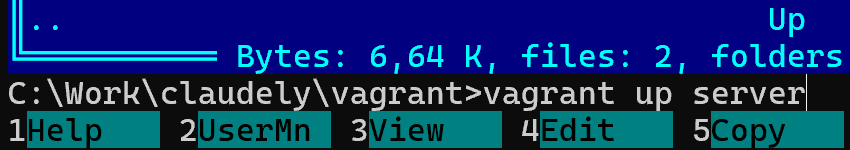 .. Up
Bytes: 6,64 K, files: 2, folders
C:\Work\claudely\vagrant>vagrant up server
1Help 2UserMn 3View 4Edit 5Copy